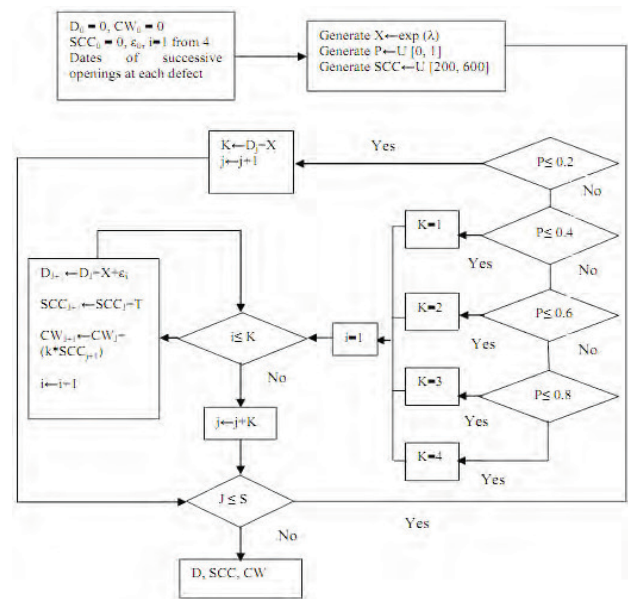 D₀ = 0, CW₀ = 0
SCC₀ = 0, ε₀, i=1 from 4
Dates of successive
openings at each defect
Generate X←exp (λ)
Generate P←U [0, 1]
Generate SCC←U [200, 600]
K←Dⱼ−X
j←j+1
Yes
P≤ 0.2
No
K=1
P≤ 0.4
Yes
No
Dⱼ₊ᵢ←Dⱼ−X+εᵢ
SCCⱼ₊ᵢ←SCCⱼ−T
CWⱼ₊ᵢ←CWⱼ−
(k*SCCⱼ₊₁)
i←i+1
i≤ K
i=1
K=2
P≤ 0.6
Yes
No
No
K=3
P≤ 0.8
Yes
j←j+K
K=4
Yes
J ≤ S
Yes
No
D, SCC, CW